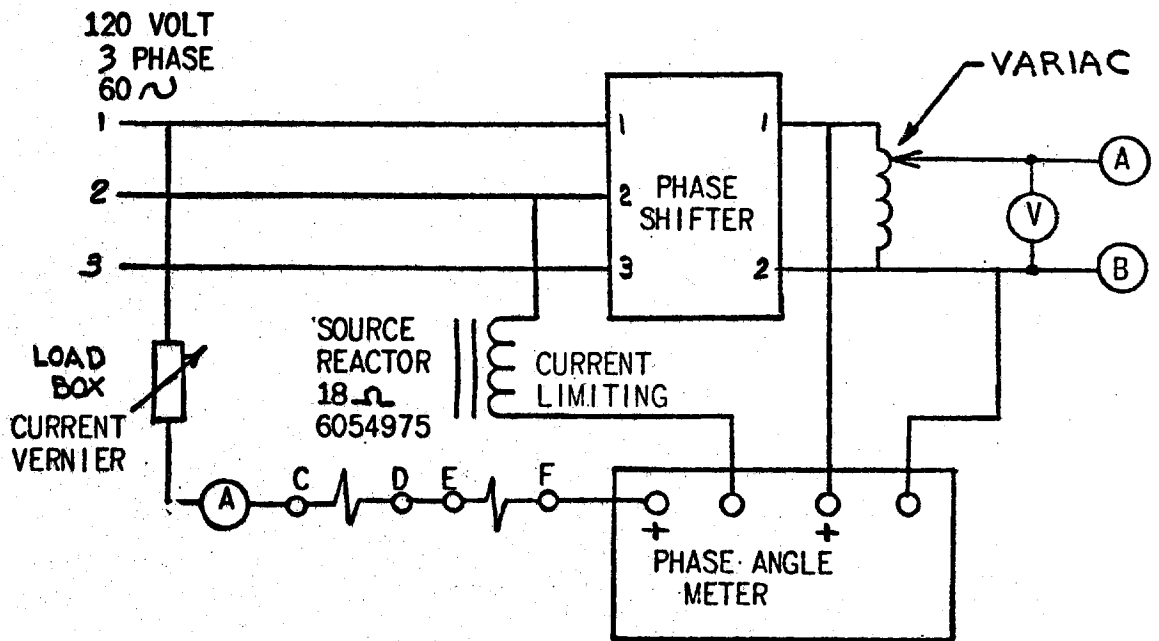 120 VOLT
3 PHASE
60 ~
VARIAC
1
1
1
A
2
2
PHASE
SHIFTER
V
3
3
2
B
SOURCE
REACTOR
18 Ω
6054975
CURRENT
LIMITING
LOAD
BOX
CURRENT
VERNIER
A
C
D
E
F
+
+
PHASE ANGLE
METER